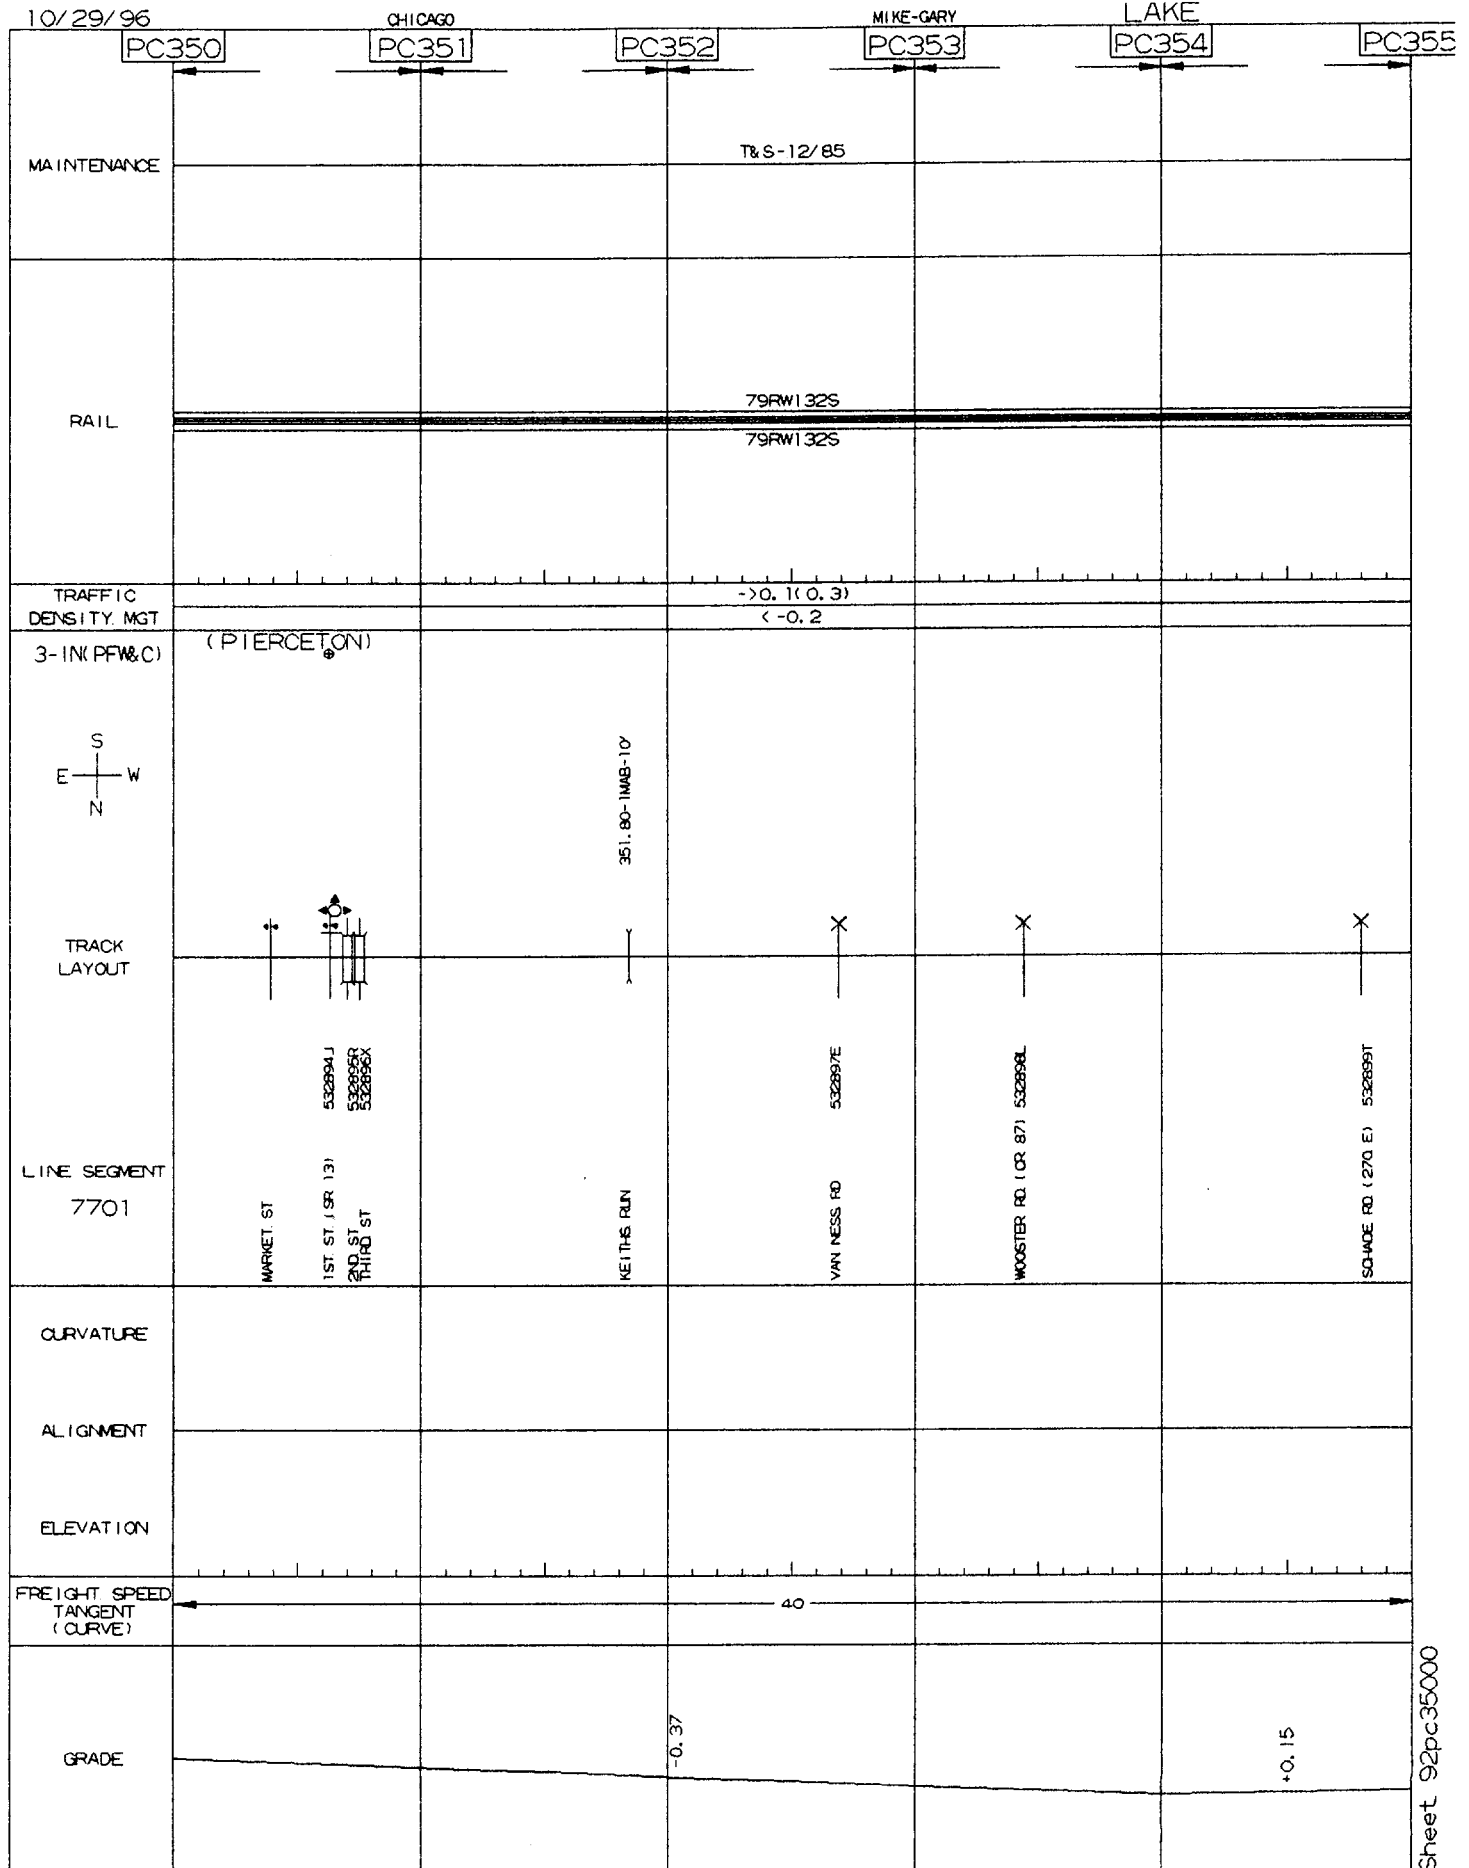 10/29/96 CHICAGO MIKE-GARY LAKE
PC350 PC351 PC352 PC353 PC354 PC355
MAINTENANCE
T&S-12/85
79RW132S
RAIL
79RW132S
TRAFFIC
DENSITY. MGT
->0.1(0.3)
<-0.2
3-IN(PFW&C)
(PIERCETON)
S
E W
N
351.80-1MAB-10'
TRACK
LAYOUT
LINE SEGMENT
7701
MARKET. ST
1ST. ST. (SR 13) 532894J
2ND. ST 532895R
THIRD ST 532896X
KEITHS RUN
VAN NESS RD 532897E
WOOSTER RD. (CR 87) 532898L
SCHADE RD. (270 E) 532899T
CURVATURE
ALIGNMENT
ELEVATION
FREIGHT. SPEED
TANGENT
(CURVE)
40
GRADE
-0.37
+0.15
Sheet 92pc35000